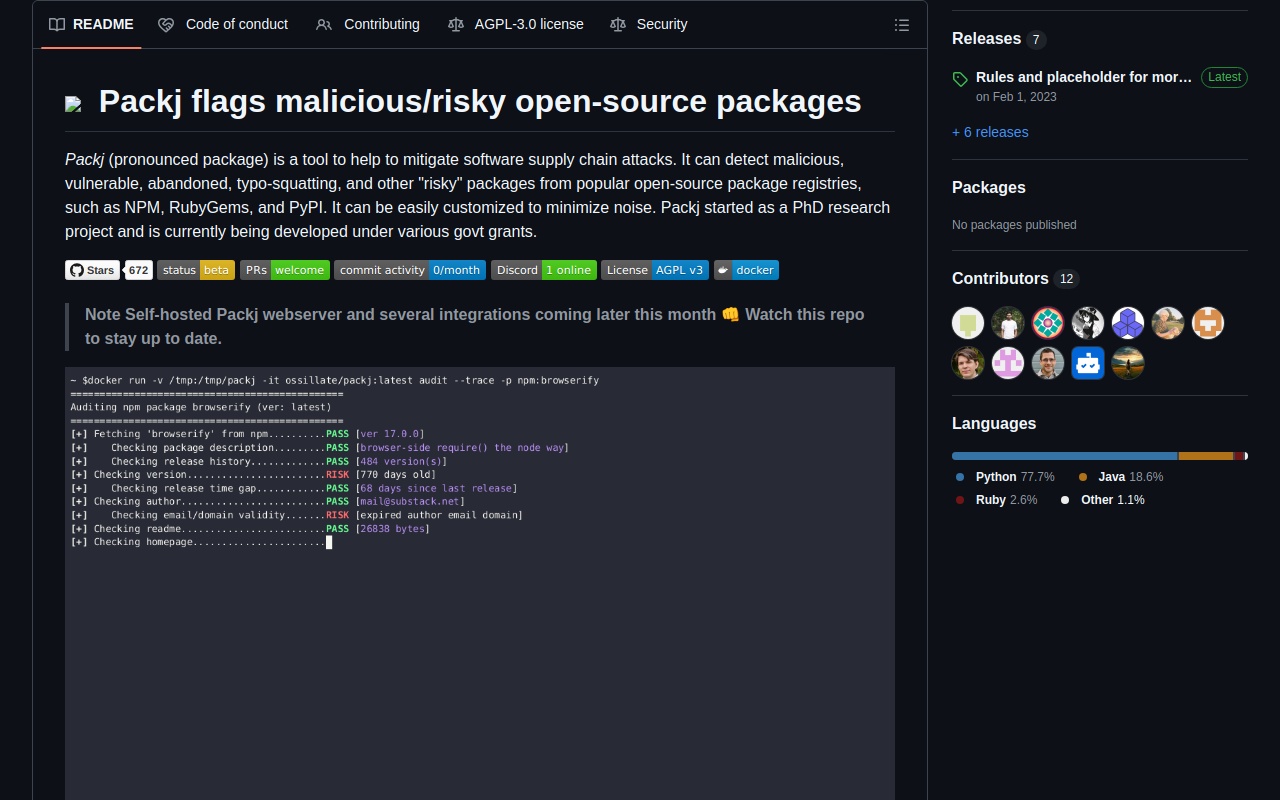 README
Code of conduct
Contributing
AGPL-3.0 license
Security
Packj flags malicious/risky open-source packages
Packj (pronounced package) is a tool to help to mitigate software supply chain attacks. It can detect malicious,
vulnerable, abandoned, typo-squatting, and other "risky" packages from popular open-source package registries,
such as NPM, RubyGems, and PyPI. It can be easily customized to minimize noise. Packj started as a PhD research
project and is currently being developed under various govt grants.
Stars 672 status beta PRs welcome commit activity 0/month Discord 1 online License AGPL v3 docker
Note Self-hosted Packj webserver and several integrations coming later this month 👊 Watch this repo
to stay up to date.
~ $docker run -v /tmp:/tmp/packj -it ossillate/packj:latest audit --trace -p npm:browserify
===============================================
Auditing npm package browserify (ver: latest)
===============================================
[+] Fetching 'browserify' from npm..........PASS [ver 17.0.0]
[+]    Checking package description.........PASS [browser-side require() the node way]
[+]    Checking release history.............PASS [484 version(s)]
[+] Checking version........................RISK [770 days old]
[+]    Checking release time gap............PASS [68 days since last release]
[+] Checking author.........................PASS [mail@substack.net]
[+]    Checking email/domain validity.......RISK [expired author email domain]
[+] Checking readme.........................PASS [26838 bytes]
[+] Checking homepage.......................
Releases 7
Rules and placeholder for mor... Latest
on Feb 1, 2023
+ 6 releases
Packages
No packages published
Contributors 12
Languages
Python 77.7% Java 18.6%
Ruby 2.6% Other 1.1%